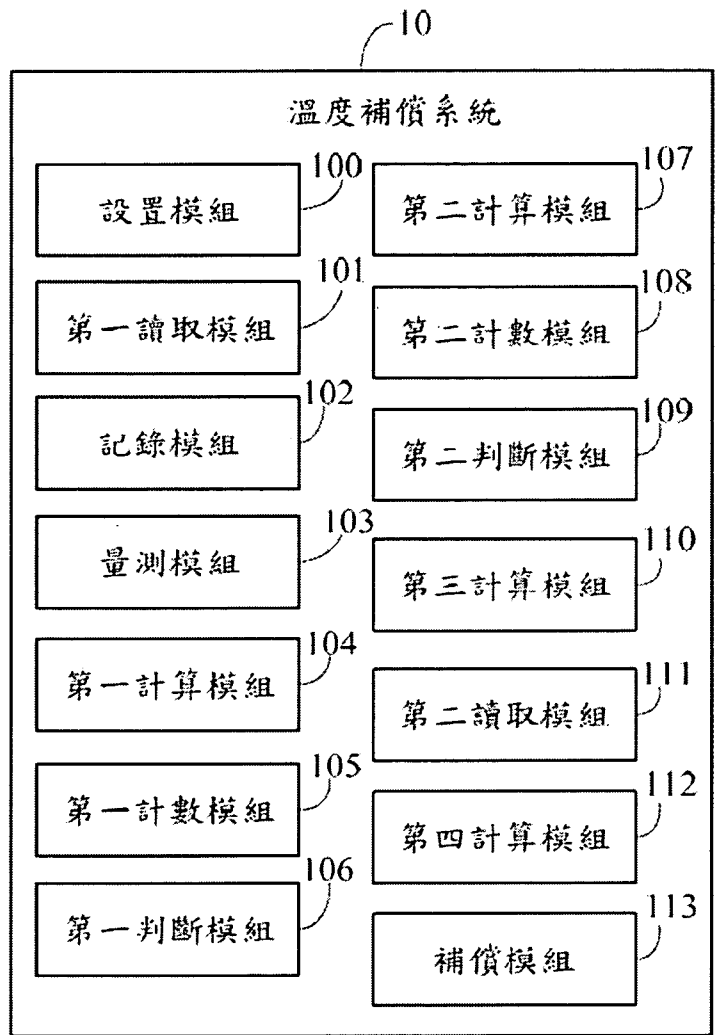 10
溫度補償系統
100
設置模組
101
第一讀取模組
102
記錄模組
103
量測模組
104
第一計算模組
105
第一計數模組
106
第一判斷模組
107
第二計算模組
108
第二計數模組
109
第二判斷模組
110
第三計算模組
111
第二讀取模組
112
第四計算模組
113
補償模組